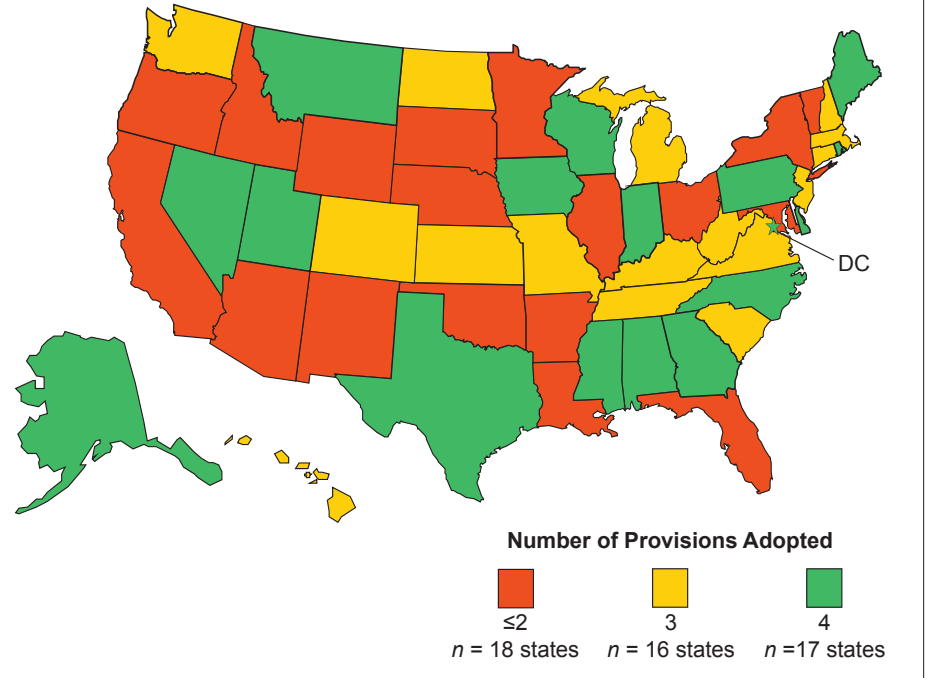 DC
Number of Provisions Adopted
≤2 3 4
n = 18 states n = 16 states n =17 states